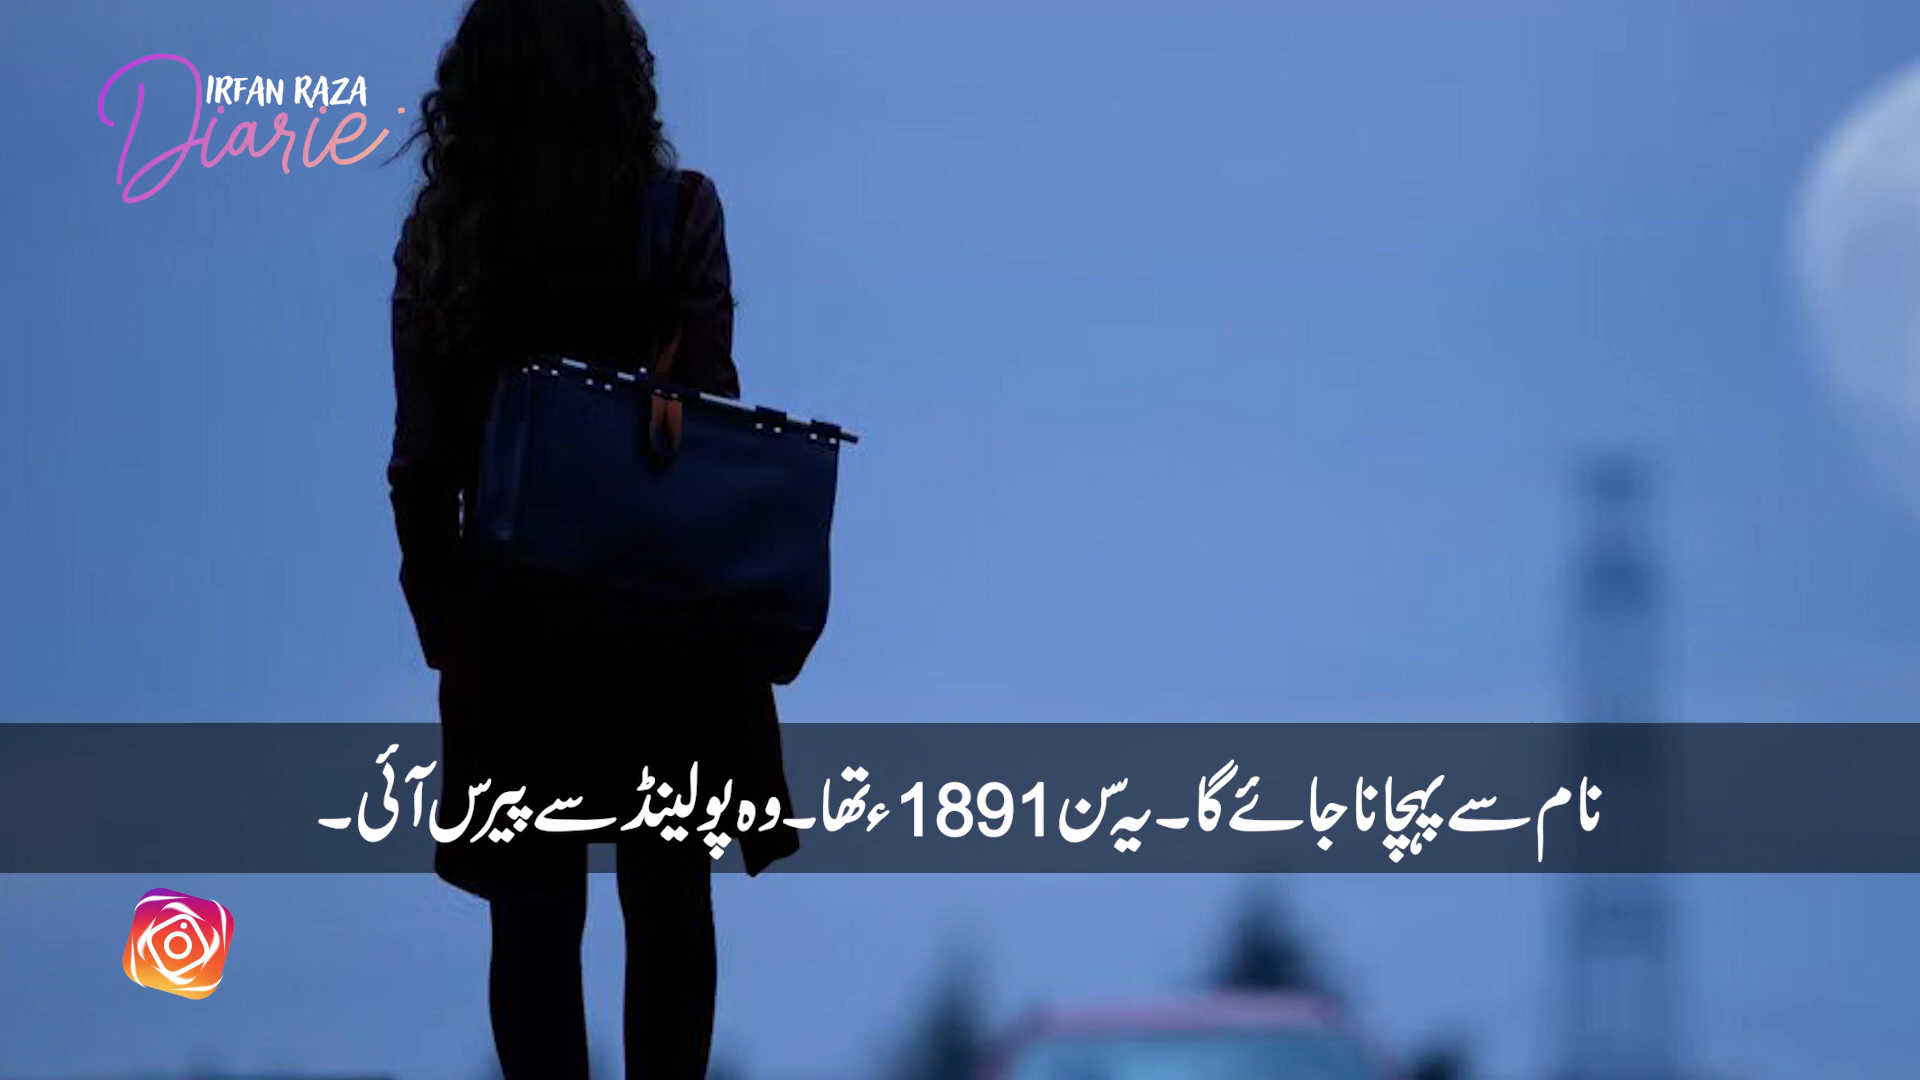 IRFAN RAZA
Diarie
نام سے پہچانا جائے گا۔ یہ سن 1891ء تھا۔ وہ پولینڈ سے پیرس آئی۔